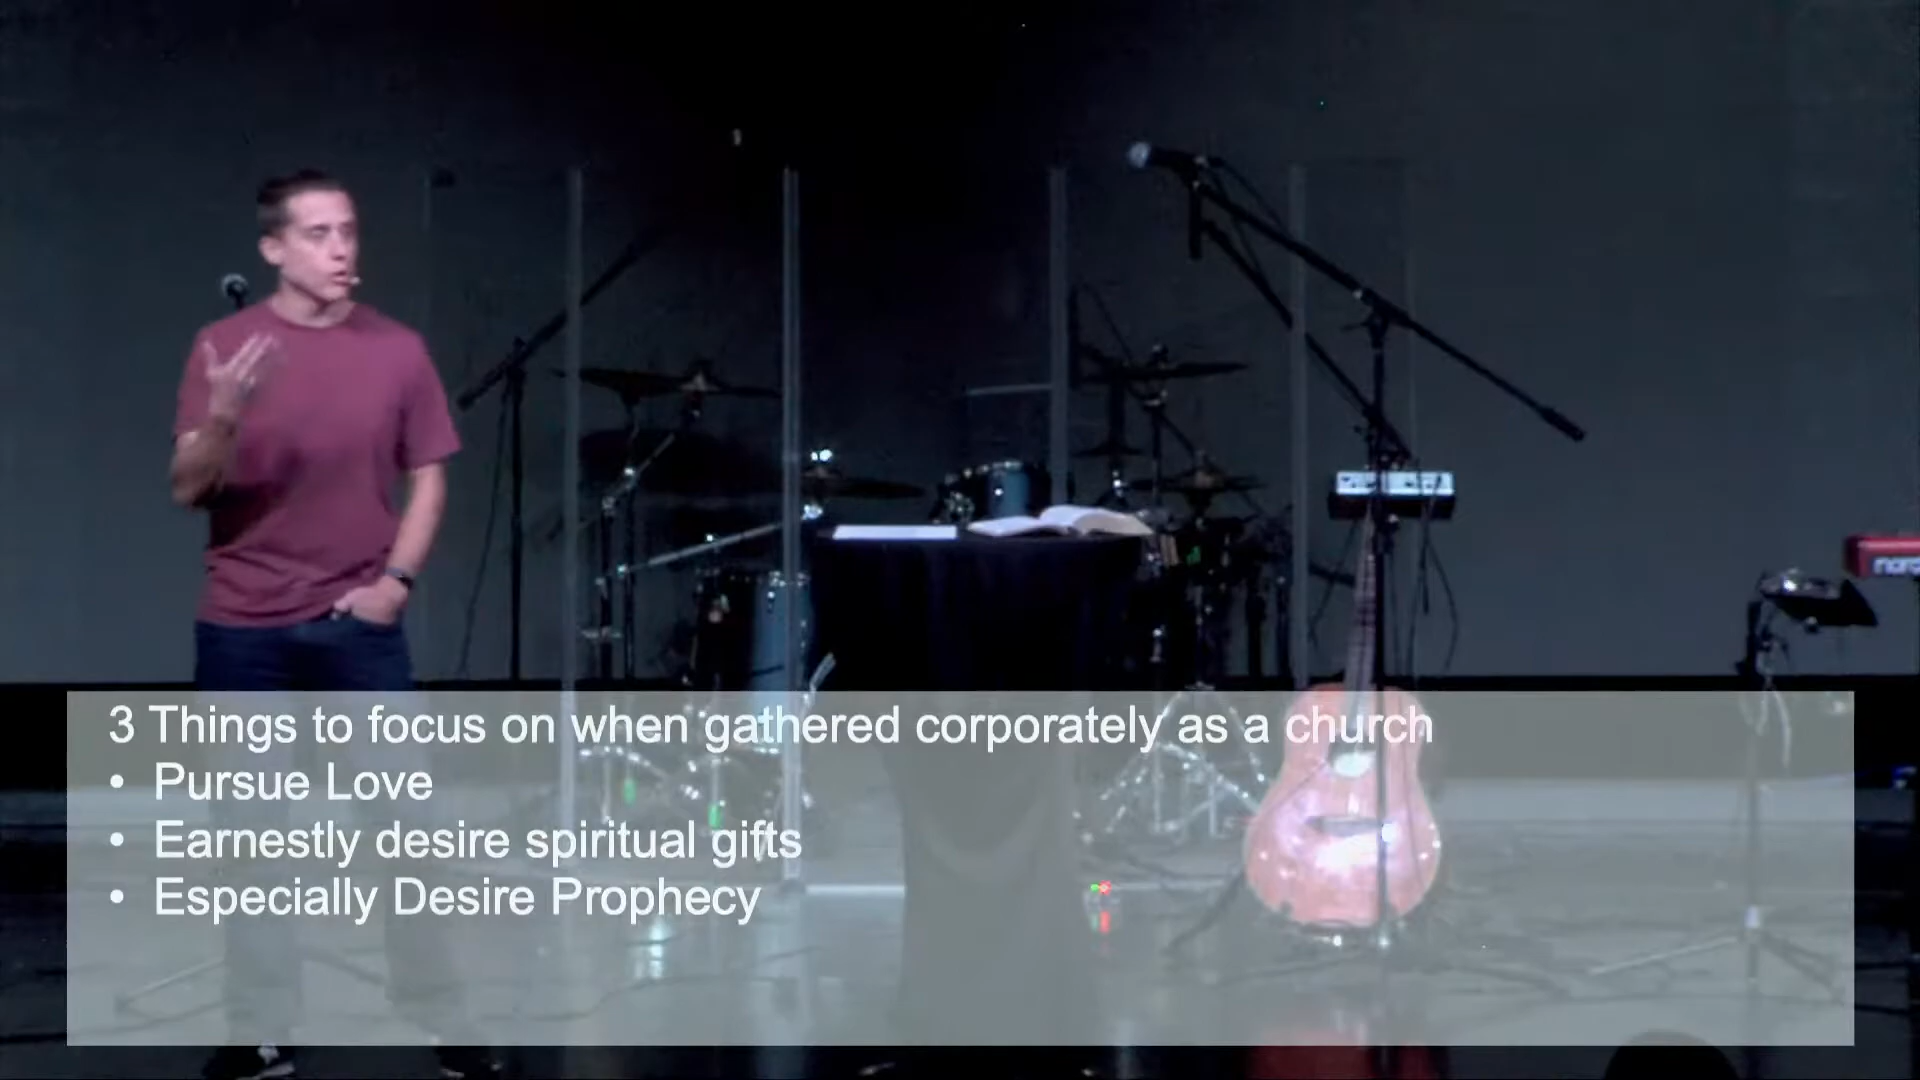 nord
3 Things to focus on when gathered corporately as a church
• Pursue Love
• Earnestly desire spiritual gifts
• Especially Desire Prophecy